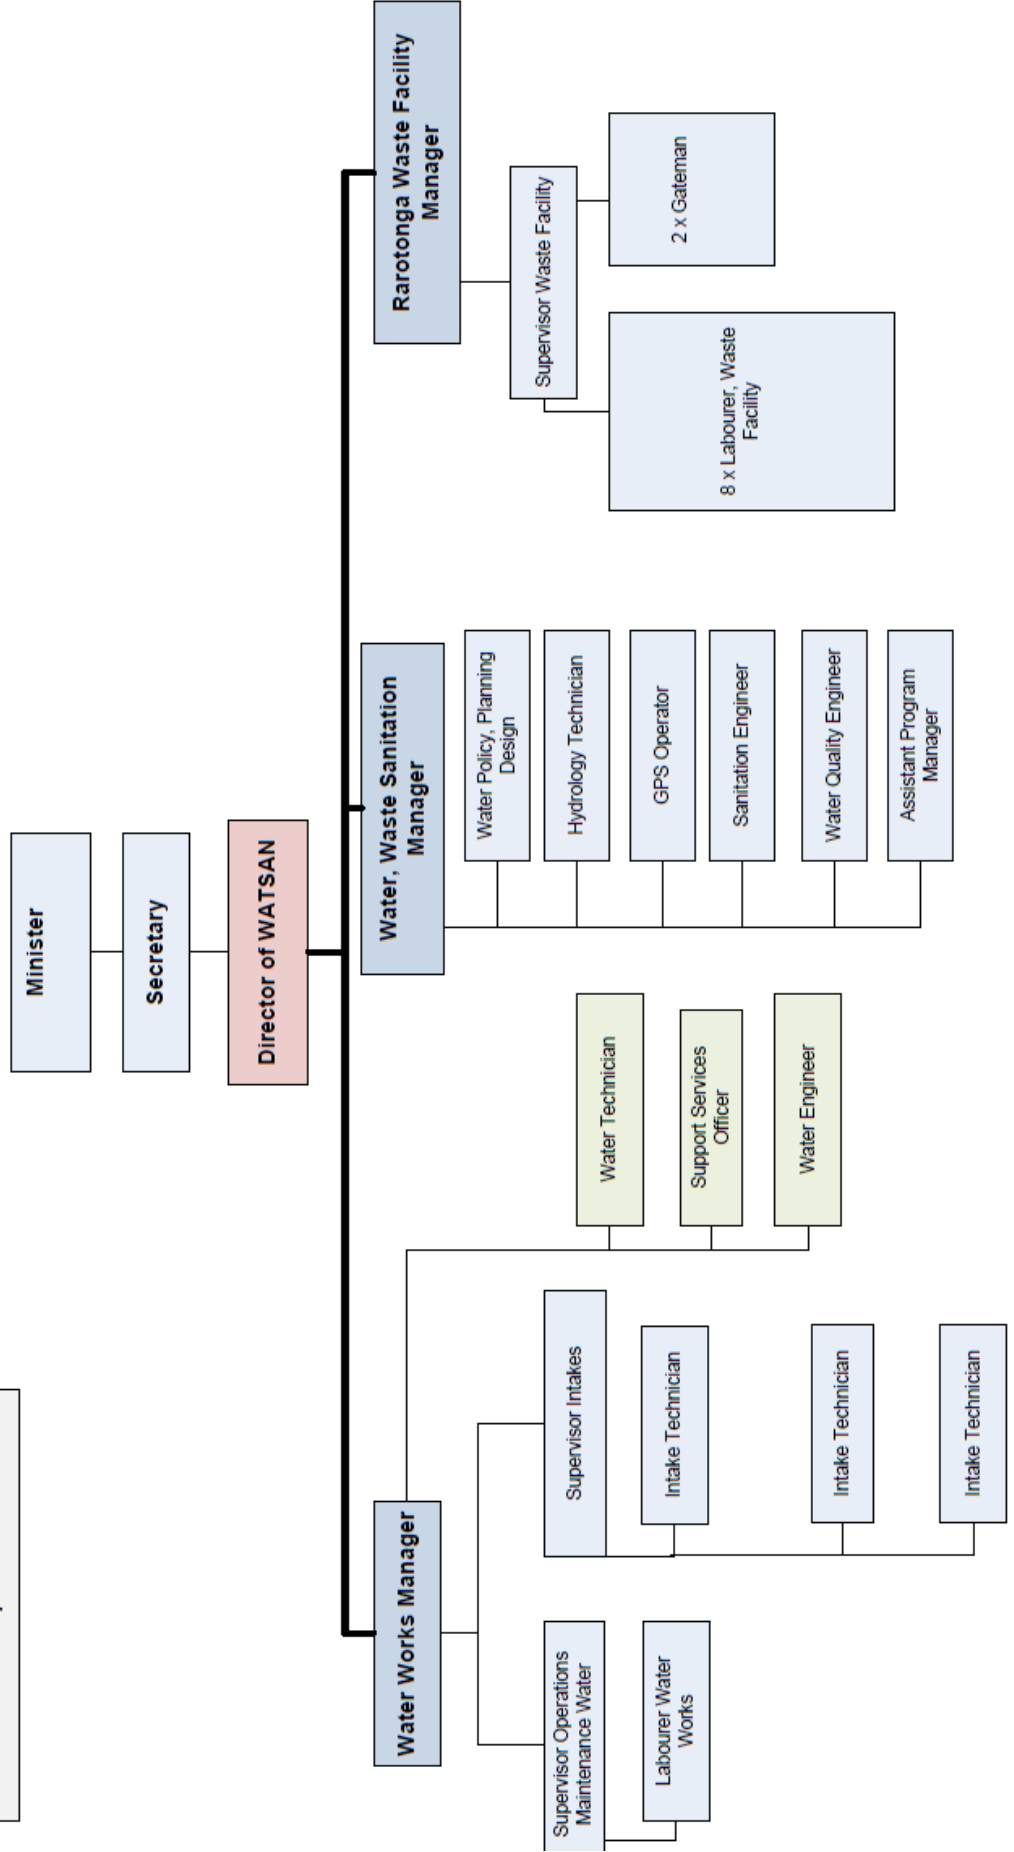 Minister
Secretary
Director of WATSAN
Water Works Manager
Water, Waste Sanitation
Manager
Rarotonga Waste Facility
Manager
Supervisor Operations
Maintenance Water
Labourer Water
Works
Supervisor Intakes
Intake Technician
Intake Technician
Intake Technician
Water Technician
Support Services
Officer
Water Engineer
Water Policy, Planning
Design
Hydrology Technician
GPS Operator
Sanitation Engineer
Water Quality Engineer
Assistant Program
Manager
Supervisor Waste Facility
8 x Labourer, Waste
Facility
2 x Gateman